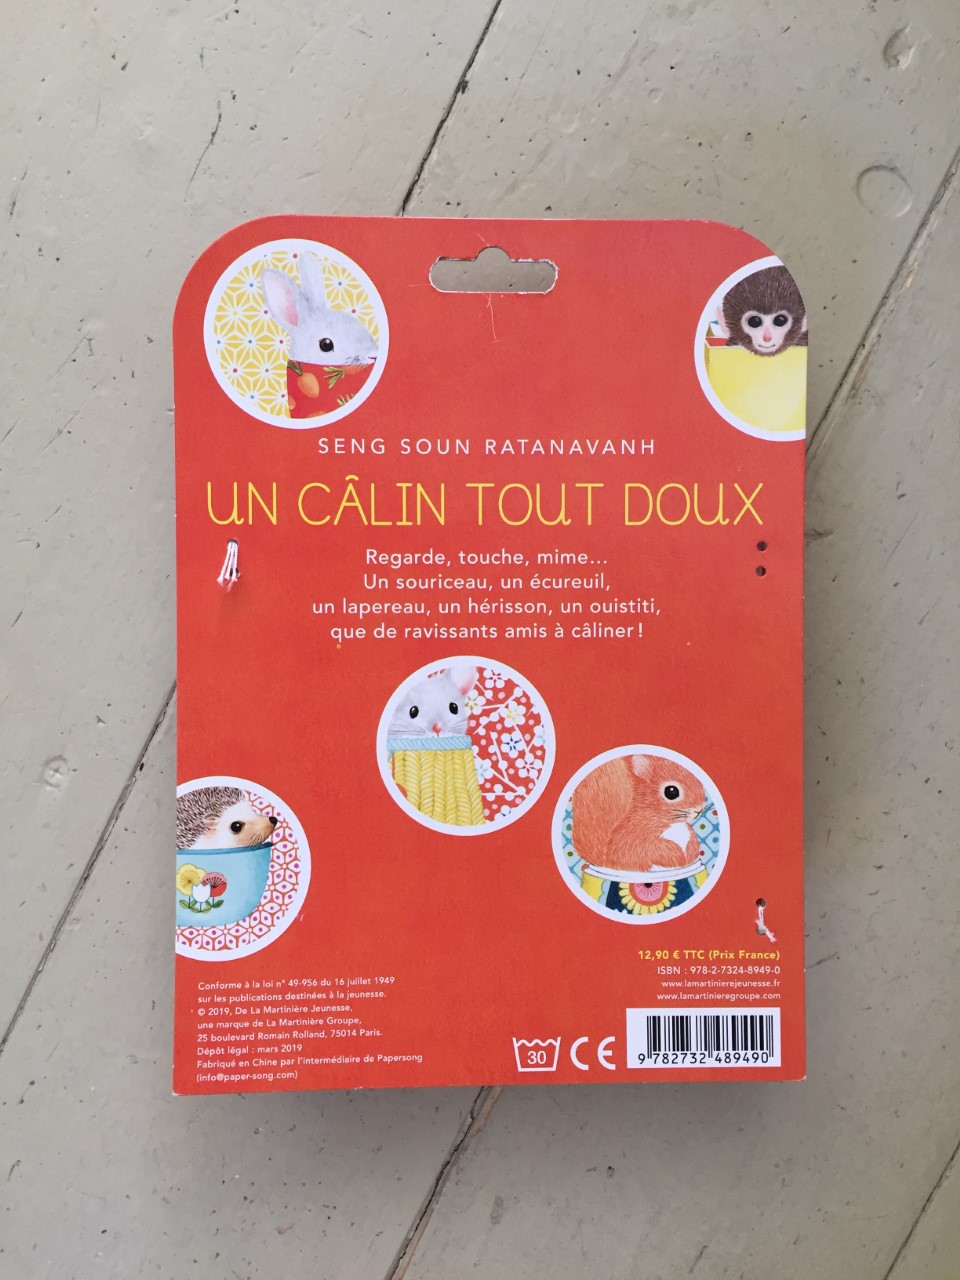 SENG SOUN RATANAVANH
UN CÂLIN TOUT DOUX
Regarde, touche, mime...
Un souriceau, un écureuil,
un lapereau, un hérisson, un ouistiti,
que de ravissants amis à câliner !
Conforme à la loi n° 49-956 du 16 juillet 1949
sur les publications destinées à la jeunesse.
© 2019, De La Martinière Jeunesse,
une marque de La Martinière Groupe,
25 boulevard Romain Rolland, 75014 Paris.
Dépôt légal : mars 2019
Fabriqué en Chine par l'intermédiaire de Papersong
(info@paper-song.com)
12,90 € TTC (Prix France)
ISBN : 978-2-7324-8949-0
www.lamartinierejeunesse.fr
www.lamartinieregroupe.com
30 CE
9 782732 489490